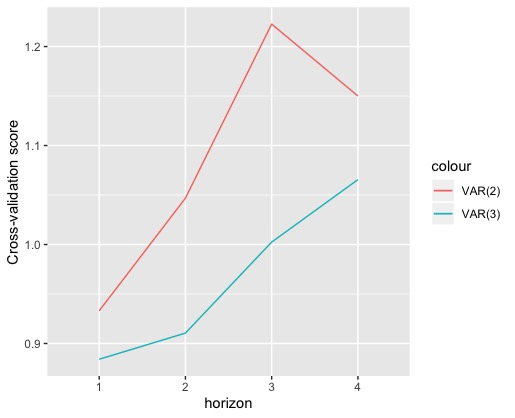 Cross-validation score
1.2
1.1
1.0
0.9
1 2 3 4
horizon
colour
VAR(2)
VAR(3)